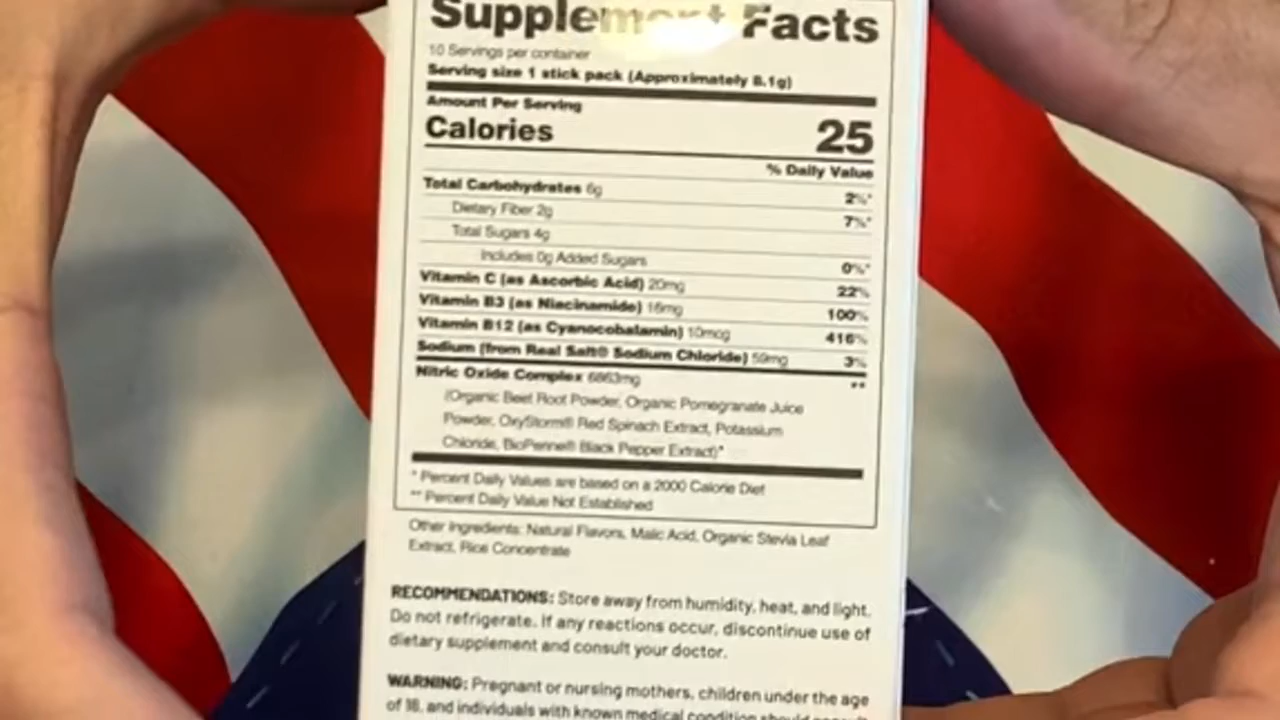 Supplement Facts
10 Servings per container
Serving size 1 stick pack (Approximately 8.1g)
Amount Per Serving
Calories 25
% Daily Value
Total Carbohydrates 6g 2%*
Dietary Fiber 2g 7%*
Total Sugars 4g
Includes 0g Added Sugars 0%*
Vitamin C (as Ascorbic Acid) 20mg 22%
Vitamin B3 (as Niacinamide) 16mg 100%
Vitamin B12 (as Cyanocobalamin) 10mcg 416%
Sodium (from Real Salt® Sodium Chloride) 59mg 3%
Nitric Oxide Complex 6863mg **
(Organic Beet Root Powder, Organic Pomegranate Juice
Powder, OxyStorm® Red Spinach Extract, Potassium
Chloride, BioPerine® Black Pepper Extract)*
* Percent Daily Values are based on a 2000 Calorie Diet
** Percent Daily Value Not Established
Other Ingredients: Natural Flavors, Malic Acid, Organic Stevia Leaf
Extract, Rice Concentrate
RECOMMENDATIONS: Store away from humidity, heat, and light.
Do not refrigerate. If any reactions occur, discontinue use of
dietary supplement and consult your doctor.
WARNING: Pregnant or nursing mothers, children under the age
of 18, and individuals with known medical condition should consult